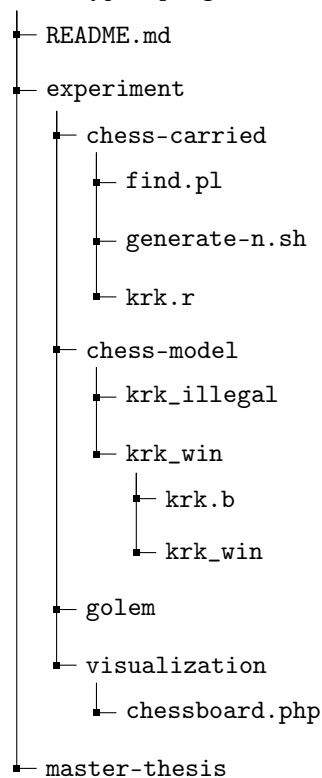 README.md
experiment
chess-carried
find.pl
generate-n.sh
krk.r
chess-model
krk_illegal
krk_win
krk.b
krk_win
golem
visualization
chessboard.php
master-thesis